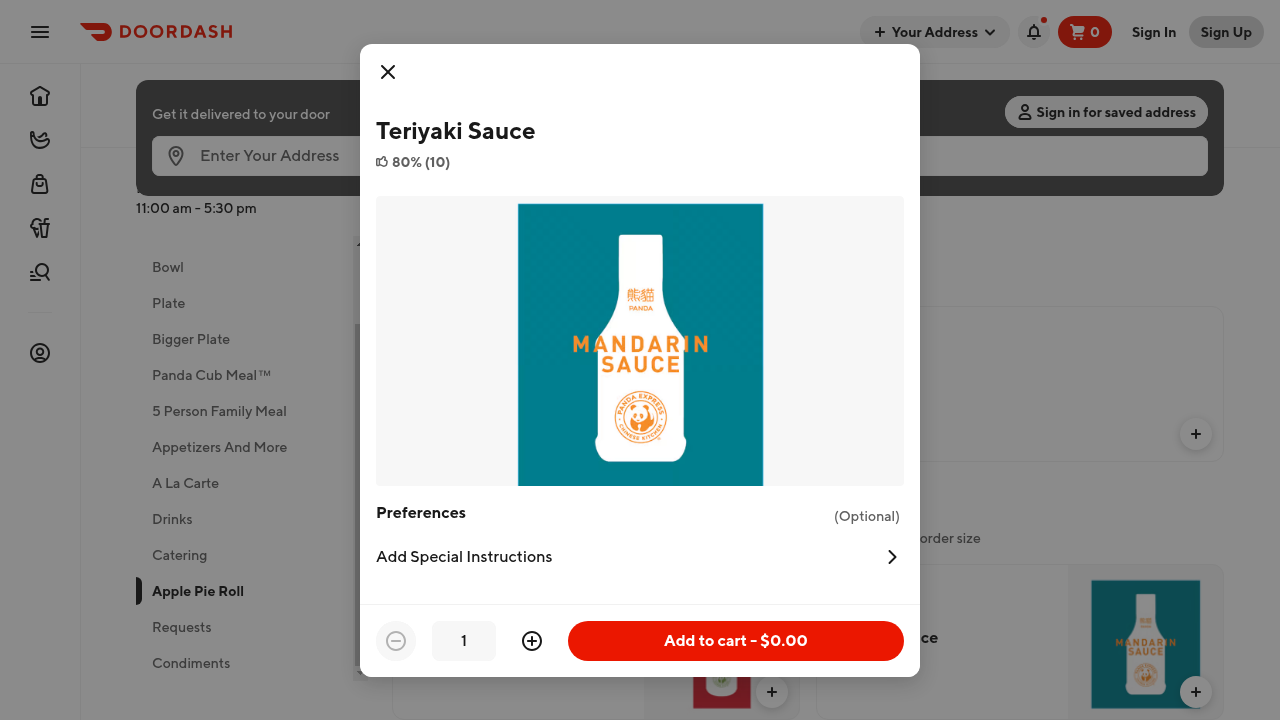 DOORDASH
Your Address
0
Sign In
Sign Up
Get it delivered to your door
Sign in for saved address
Enter Your Address
11:00 am - 5:30 pm
Bowl
Plate
Bigger Plate
Panda Cub Meal™
5 Person Family Meal
Appetizers And More
A La Carte
Drinks
Catering
Apple Pie Roll
Requests
Condiments
Teriyaki Sauce
80% (10)
熊貓
PANDA
MANDARIN
SAUCE
PANDA EXPRESS
CHINESE KITCHEN
Preferences
(Optional)
Add Special Instructions
1
Add to cart - $0.00
order size
ce
MANDARIN
SAUCE